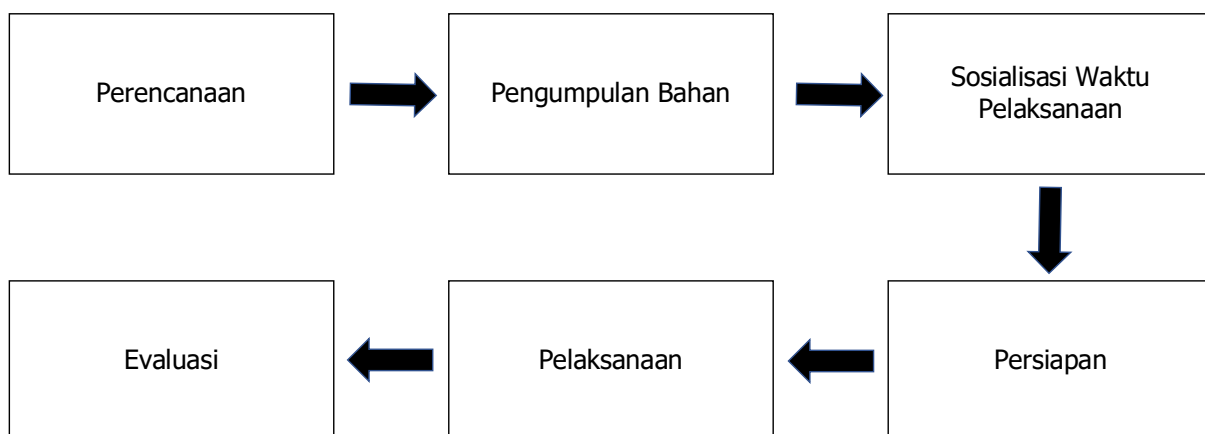 Perencanaan
Pengumpulan Bahan
Sosialisasi Waktu
Pelaksanaan
Persiapan
Pelaksanaan
Evaluasi